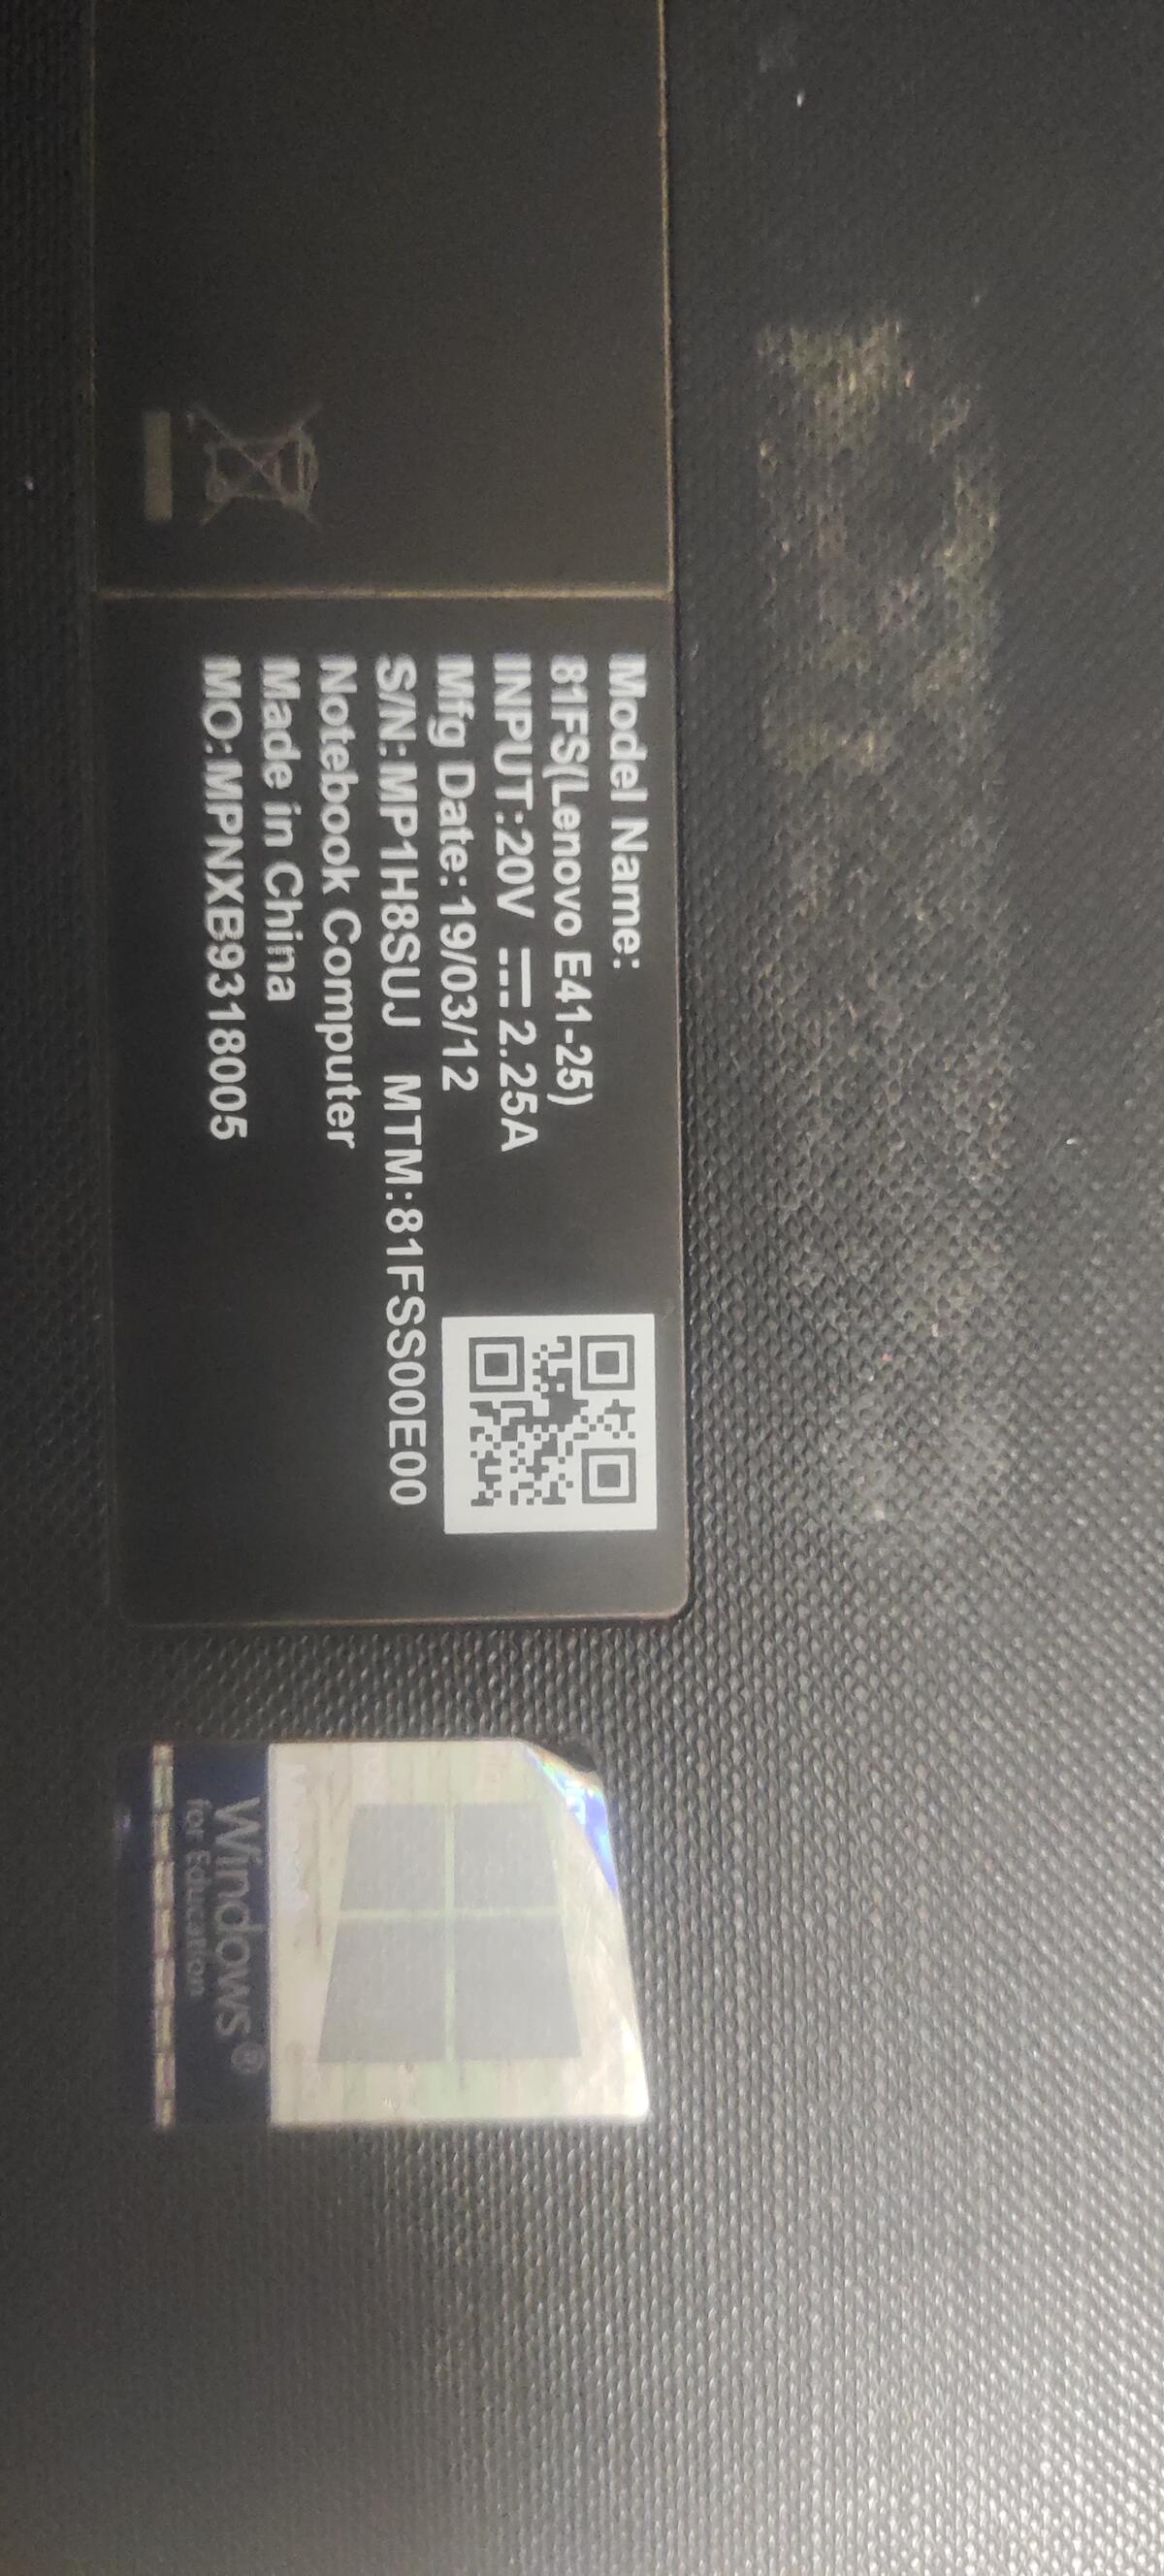 Model Name:
81FS(Lenovo E41-25)
INPUT:20V ⎓ 2.25A
Mfg Date:19/03/12
S/N:MP1H8SUJ MTM:81FSS00E00
Notebook Computer
Made in China
MO:MPNXB9318005
Windows®
for Education